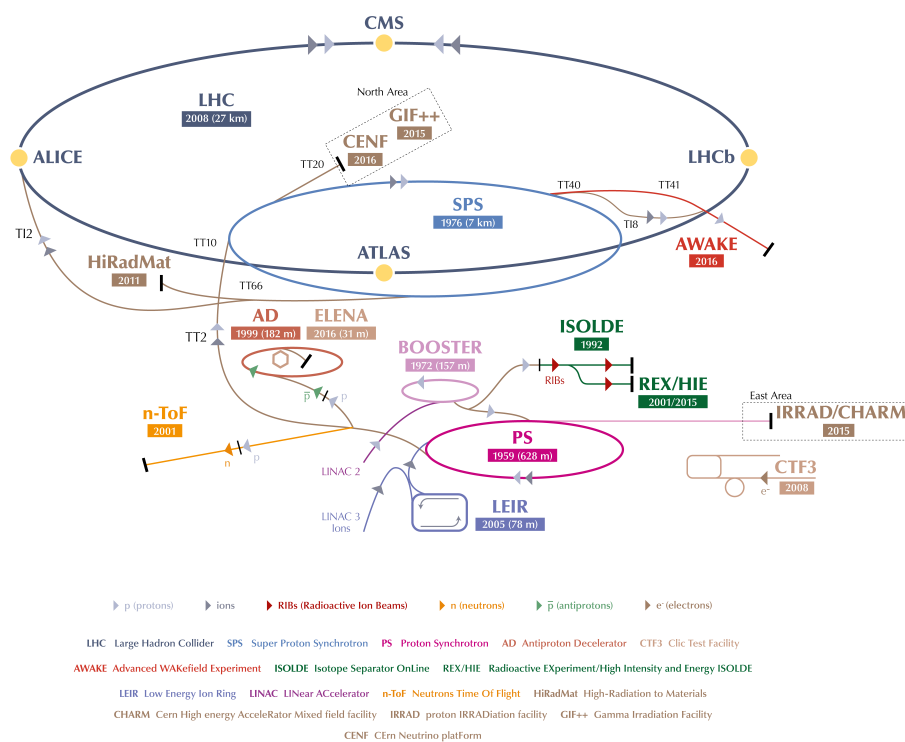 CMS
North Area
LHC
2008 (27 km)
GIF++
2015
CENF
2016
ALICE
TT20
LHCb
TT40
TT41
SPS
1976 (7 km)
TI8
TI2
TT10
ATLAS
AWAKE
2016
HiRadMat
2011
TT66
AD
1999 (182 m)
ELENA
2016 (31 m)
TT2
ISOLDE
1992
BOOSTER
1972 (157 m)
RIBs
REX/HIE
2001/2015
p
p
East Area
n-ToF
2001
IRRAD/CHARM
2015
PS
1959 (628 m)
n
p
LINAC 2
CTF3
2008
e-
LEIR
2005 (78 m)
LINAC 3
Ions
p (protons)
ions
RIBs (Radioactive Ion Beams)
n (neutrons)
p̅ (antiprotons)
e- (electrons)
LHC Large Hadron Collider SPS Super Proton Synchrotron PS Proton Synchrotron AD Antiproton Decelerator CTF3 Clic Test Facility
AWAKE Advanced WAKefield Experiment ISOLDE Isotope Separator OnLine REX/HIE Radioactive EXperiment/High Intensity and Energy ISOLDE
LEIR Low Energy Ion Ring LINAC LINear ACcelerator n-ToF Neutrons Time Of Flight HiRadMat High-Radiation to Materials
CHARM Cern High energy AcceleRator Mixed field facility IRRAD proton IRRADiation facility GIF++ Gamma Irradiation Facility
CENF CErn Neutrino platForm